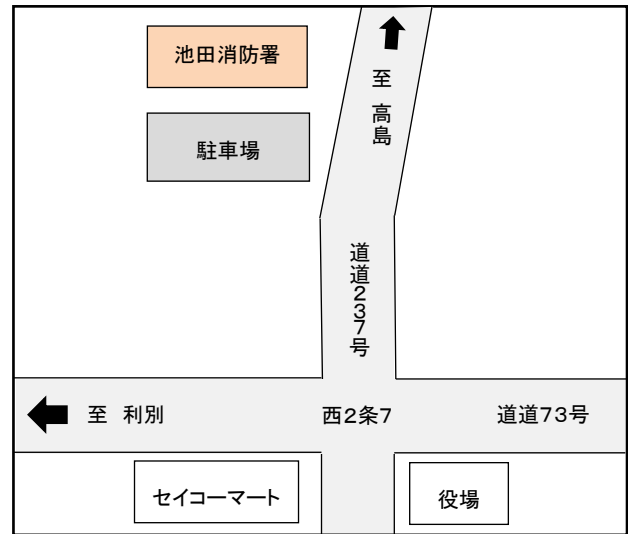 池田消防署
至 高島
駐車場
道道237号
至 利別
西2条7
道道73号
セイコーマート
役場